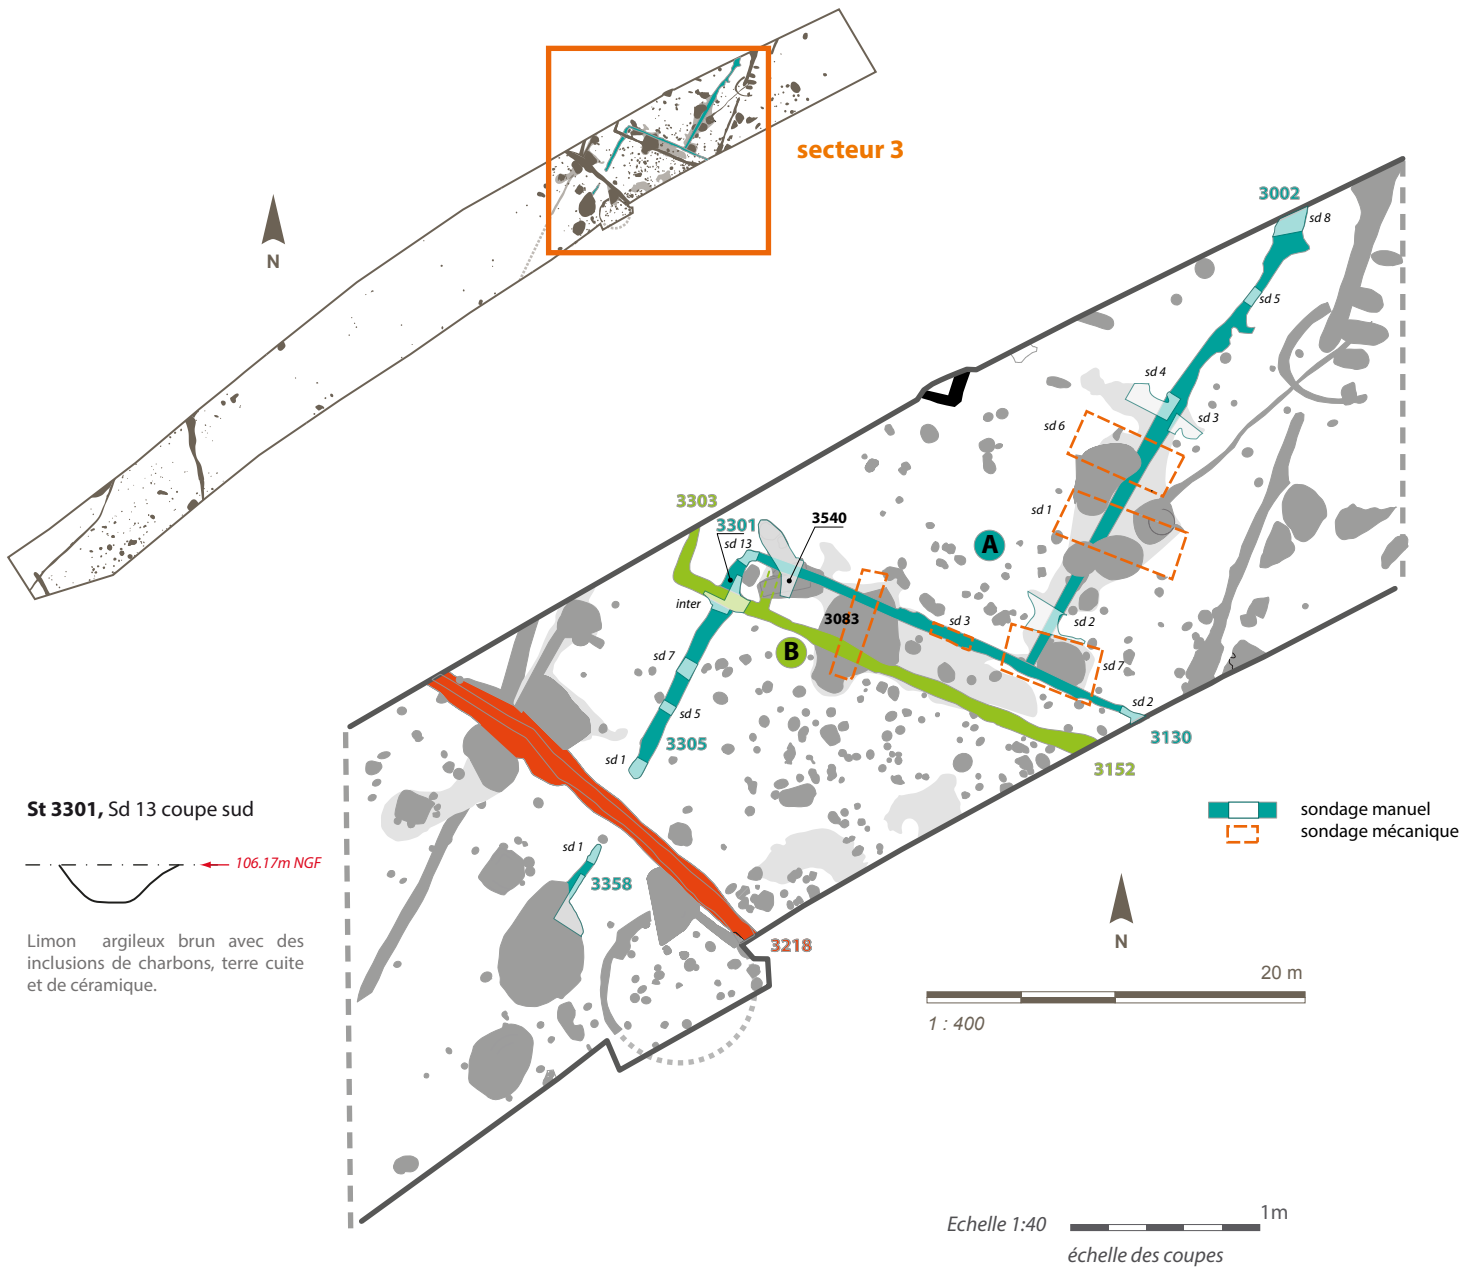 secteur 3
N
3002
sd 8
sd 5
sd 4
sd 3
sd 6
sd 1
3303
3301
3540
sd 13
A
inter
3083
sd 3
sd 2
B
sd 7
sd 7
sd 5
sd 2
3305
3130
sd 1
3152
St 3301, Sd 13 coupe sud
106.17m NGF
Limon argileux brun avec des
inclusions de charbons, terre cuite
et de céramique.
sondage manuel
sondage mécanique
sd 1
3358
3218
N
20 m
1 : 400
Echelle 1:40
1m
échelle des coupes